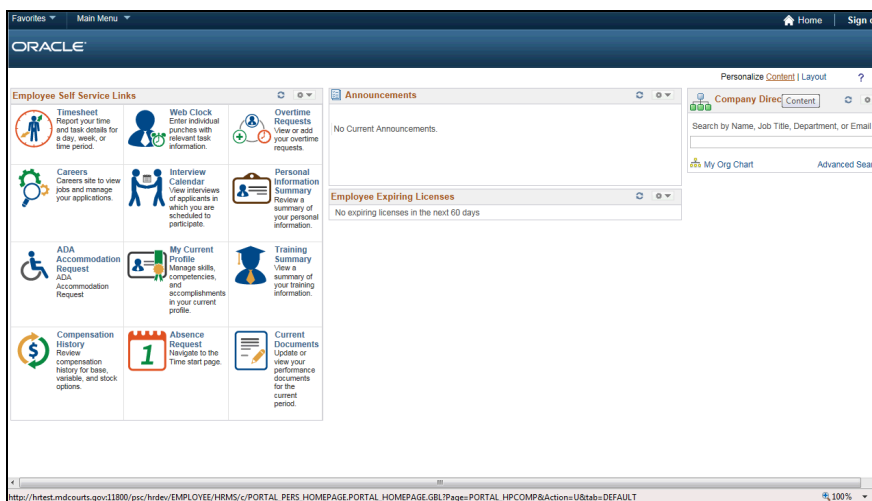 Favorites Main Menu Home Sign
ORACLE
Personalize Content | Layout ?
Employee Self Service Links
Timesheet
Report your time
and task details for
a day, week, or
time period.
Web Clock
Enter individual
punches with
relevant task
information.
Overtime
Requests
View or add
your overtime
requests.
Careers
Careers site to view
jobs and manage
your applications.
Interview
Calendar
View interviews
of applicants in
which you are
scheduled to
participate.
Personal
Information
Summary
Review a
summary of
your personal
information.
ADA
Accommodation
Request
ADA
Accommodation
Request
My Current
Profile
Manage skills,
competencies,
and
accomplishments
in your current
profile.
Training
Summary
View a
summary of
your training
information.
Compensation
History
Review
compensation
history for base,
variable, and stock
options.
Absence
Request
Navigate to the
Time start page.
1
Current
Documents
Update or
view your
performance
documents
for the
current
period.
Announcements
No Current Announcements.
Employee Expiring Licenses
No expiring licenses in the next 60 days
Company Direc
Content
Search by Name, Job Title, Department, or Email
My Org Chart Advanced Sear
http://hrtest.mdcourts.gov:11800/psc/hrdev/EMPLOYEE/HRMS/c/PORTAL_PERS_HOMEPAGE.PORTAL_HOMEPAGE.GBL?Page=PORTAL_HPCOMP&Action=U&tab=DEFAULT
100%